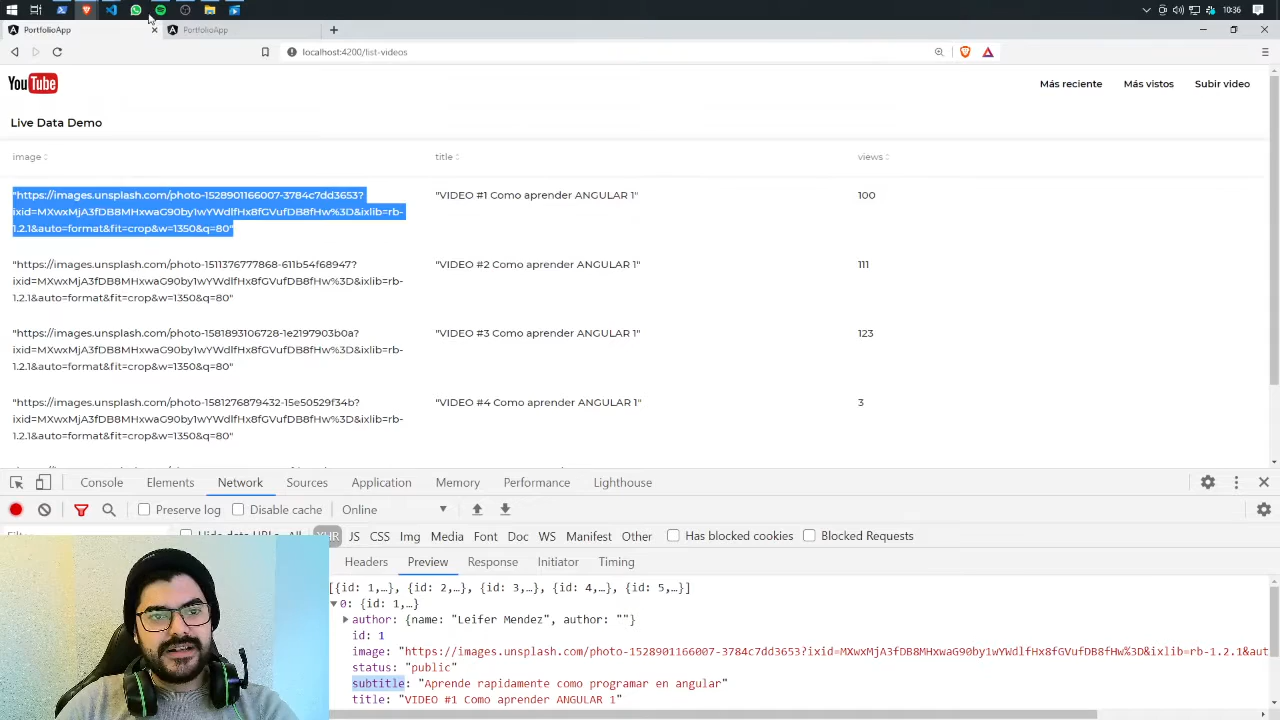 10:36
PortfolioApp
PortfolioApp
localhost:4200/list-videos
YouTube
Más reciente
Más vistos
Subir video
Live Data Demo
image
title
views
"https://images.unsplash.com/photo-1528901166007-3784c7dd3653?
ixid=MXwxMjA3fDB8MHxwaG90by1wYWdlfHx8fGVufDB8fHw%3D&ixlib=rb-
1.2.1&auto=format&fit=crop&w=1350&q=80"
"VIDEO #1 Como aprender ANGULAR 1"
100
"https://images.unsplash.com/photo-1511376777868-611b54f68947?
ixid=MXwxMjA3fDB8MHxwaG90by1wYWdlfHx8fGVufDB8fHw%3D&ixlib=rb-
1.2.1&auto=format&fit=crop&w=1350&q=80"
"VIDEO #2 Como aprender ANGULAR 1"
111
"https://images.unsplash.com/photo-1581893106728-1e2197903b0a?
ixid=MXwxMjA3fDB8MHxwaG90by1wYWdlfHx8fGVufDB8fHw%3D&ixlib=rb-
1.2.1&auto=format&fit=crop&w=1350&q=80"
"VIDEO #3 Como aprender ANGULAR 1"
123
"https://images.unsplash.com/photo-1581276879432-15e50529f34b?
ixid=MXwxMjA3fDB8MHxwaG90by1wYWdlfHx8fGVufDB8fHw%3D&ixlib=rb-
1.2.1&auto=format&fit=crop&w=1350&q=80"
"VIDEO #4 Como aprender ANGULAR 1"
3
Console
Elements
Network
Sources
Application
Memory
Performance
Lighthouse
Preserve log
Disable cache
Online
Hide data URLs
All
XHR
JS
CSS
Img
Media
Font
Doc
WS
Manifest
Other
Has blocked cookies
Blocked Requests
Headers
Preview
Response
Initiator
Timing
[{id: 1,…}, {id: 2,…}, {id: 3,…}, {id: 4,…}, {id: 5,…}]
0: {id: 1,…}
author: {name: "Leifer Mendez", author: ""}
id: 1
image: "https://images.unsplash.com/photo-1528901166007-3784c7dd3653?ixid=MXwxMjA3fDB8MHxwaG90by1wYWdlfHx8fGVufDB8fHw%3D&ixlib=rb-1.2.1&aut
status: "public"
subtitle: "Aprende rapidamente como programar en angular"
title: "VIDEO #1 Como aprender ANGULAR 1"